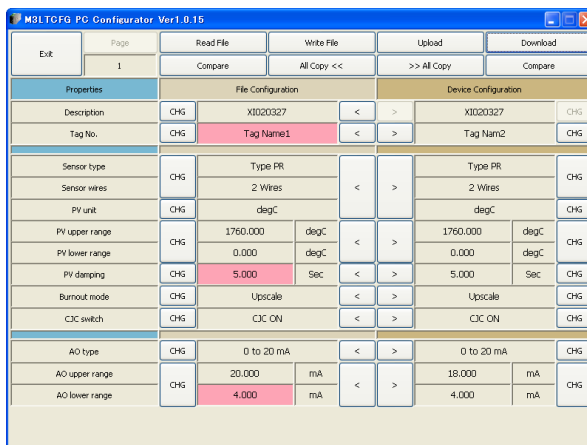 M3LTCFG PC Configurator Ver1.0.15
Exit Page Read File Write File Upload Download
1 Compare All Copy << >> All Copy Compare
Properties File Configuration Device Configuration
Description CHG XI020327 < > XI020327 CHG
Tag No. CHG Tag Name1 < > Tag Nam2 CHG
Sensor type CHG Type PR < > Type PR CHG
Sensor wires 2 Wires 2 Wires
PV unit CHG degC degC CHG
PV upper range CHG 1760.000 degC < > 1760.000 degC CHG
PV lower range 0.000 degC 0.000 degC
PV damping CHG 5.000 Sec < > 5.000 Sec CHG
Burnout mode CHG Upscale < > Upscale CHG
CJC switch CHG CJC ON < > CJC ON CHG
AO type CHG 0 to 20 mA < > 0 to 20 mA CHG
AO upper range CHG 20.000 mA < > 18.000 mA CHG
AO lower range 4.000 mA 4.000 mA